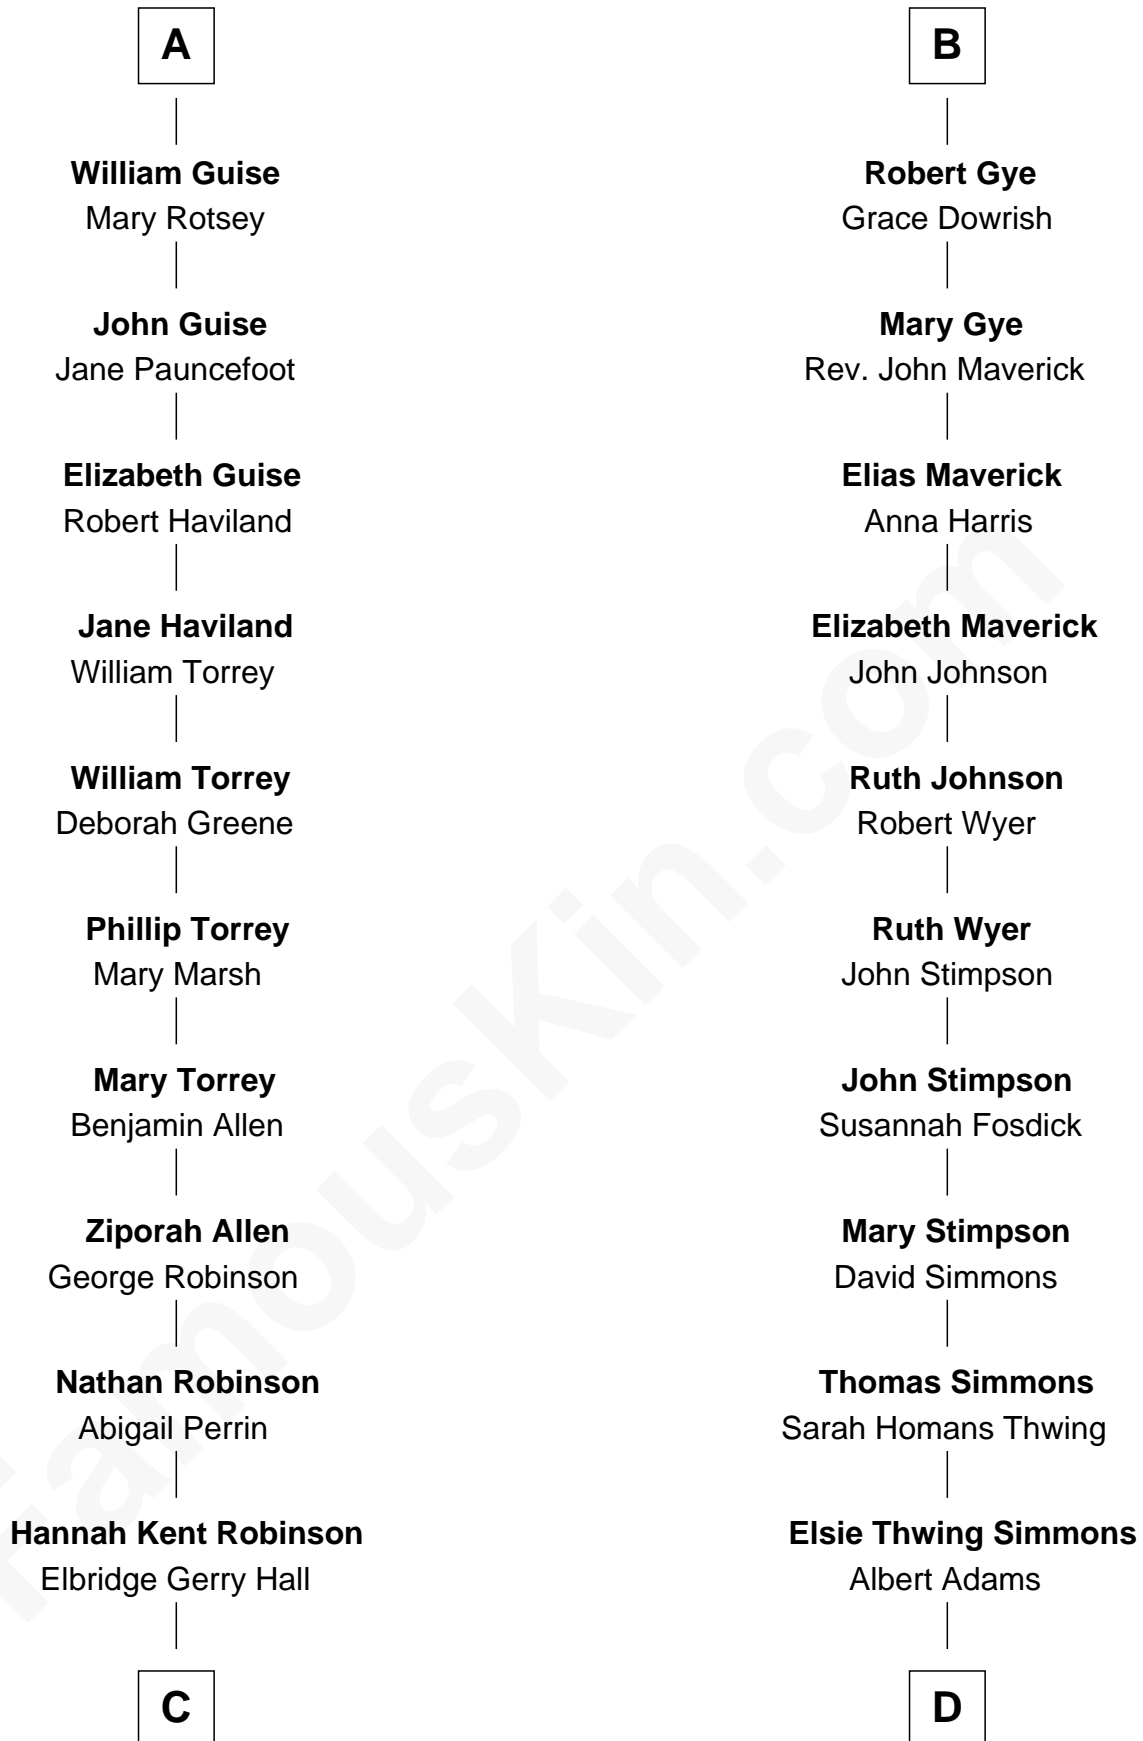 A
William Guise
Mary Rotsey
John Guise
Jane Pauncefoot
Elizabeth Guise
Robert Haviland
Jane Haviland
William Torrey
William Torrey
Deborah Greene
Phillip Torrey
Mary Marsh
Mary Torrey
Benjamin Allen
Ziporah Allen
George Robinson
Nathan Robinson
Abigail Perrin
Hannah Kent Robinson
Elbridge Gerry Hall
C
B
Robert Gye
Grace Dowrish
Mary Gye
Rev. John Maverick
Elias Maverick
Anna Harris
Elizabeth Maverick
John Johnson
Ruth Johnson
Robert Wyer
Ruth Wyer
John Stimpson
John Stimpson
Susannah Fosdick
Mary Stimpson
David Simmons
Thomas Simmons
Sarah Homans Thwing
Elsie Thwing Simmons
Albert Adams
D
FamousKin.com